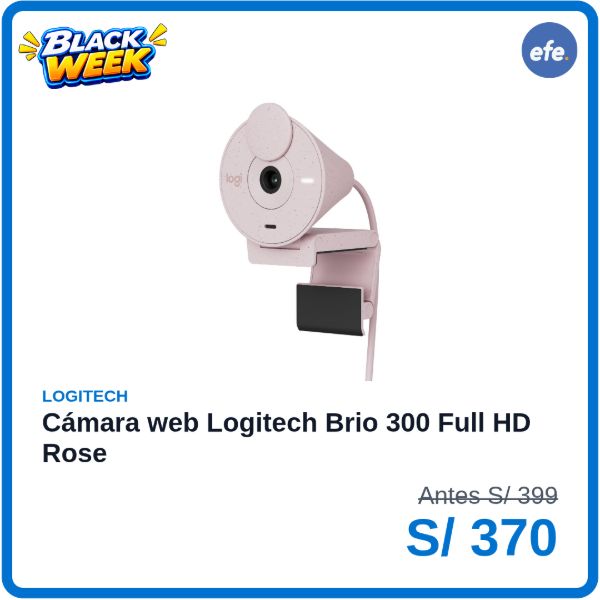 BLACK
WEEK
efe.
logi
LOGITECH
Cámara web Logitech Brio 300 Full HD
Rose
Antes S/ 399
S/ 370